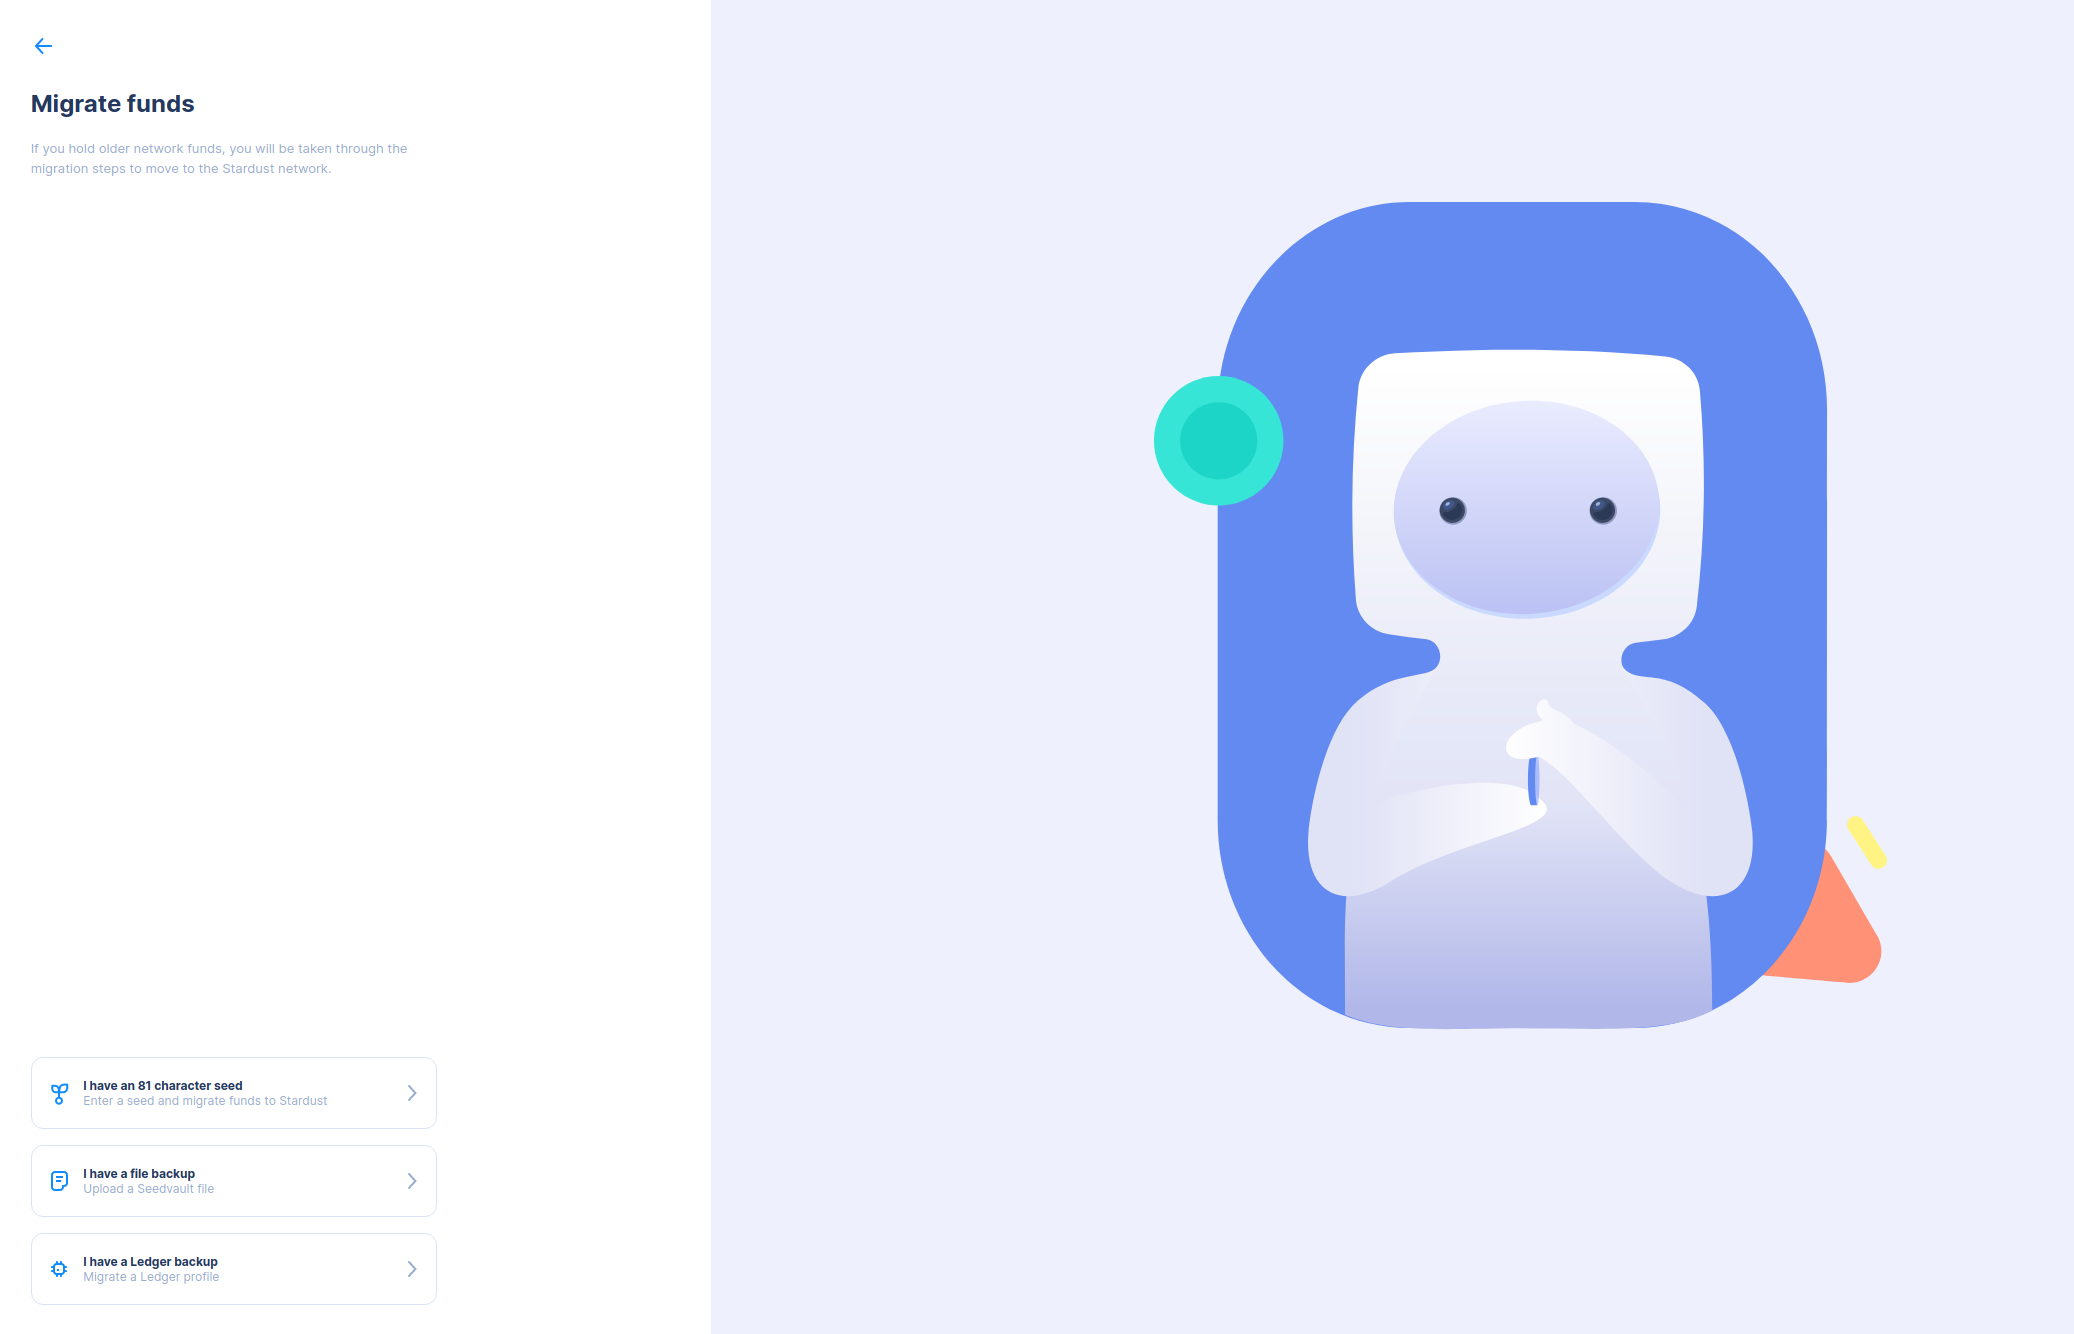 Migrate funds
If you hold older network funds, you will be taken through the
migration steps to move to the Stardust network.
I have an 81 character seed
Enter a seed and migrate funds to Stardust
I have a file backup
Upload a Seedvault file
I have a Ledger backup
Migrate a Ledger profile